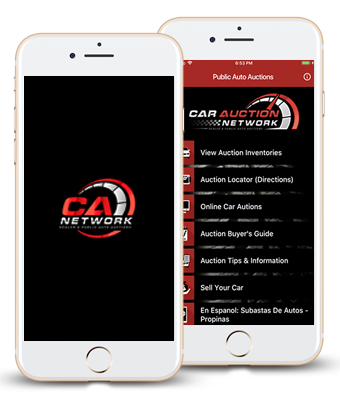 CA
NETWORK
DEALER & PUBLIC AUTO AUCTIONS
6:53 PM
Public Auto Auctions
CAR AUCTION
NETWORK
DEALER & PUBLIC AUTO AUCTIONS
View Auction Inventories
Auction Locator (Directions)
Online Car Autions
Auction Buyer's Guide
Auction Tips & Information
Sell Your Car
En Espanol: Subastas De Autos -
Propinas